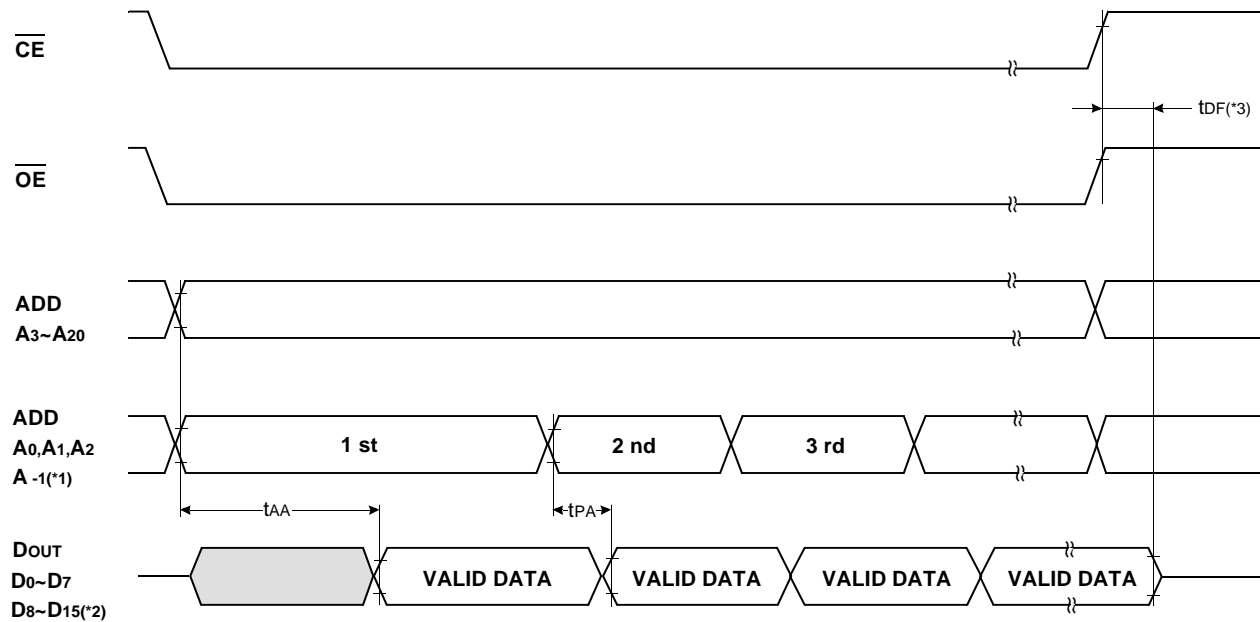 CE
tDF(*3)
OE
ADD
A3~A20
ADD
A0,A1,A2
A -1(*1)
1 st
2 nd
3 rd
tAA
tPA
DOUT
D0~D7
D8~D15(*2)
VALID DATA
VALID DATA
VALID DATA
VALID DATA